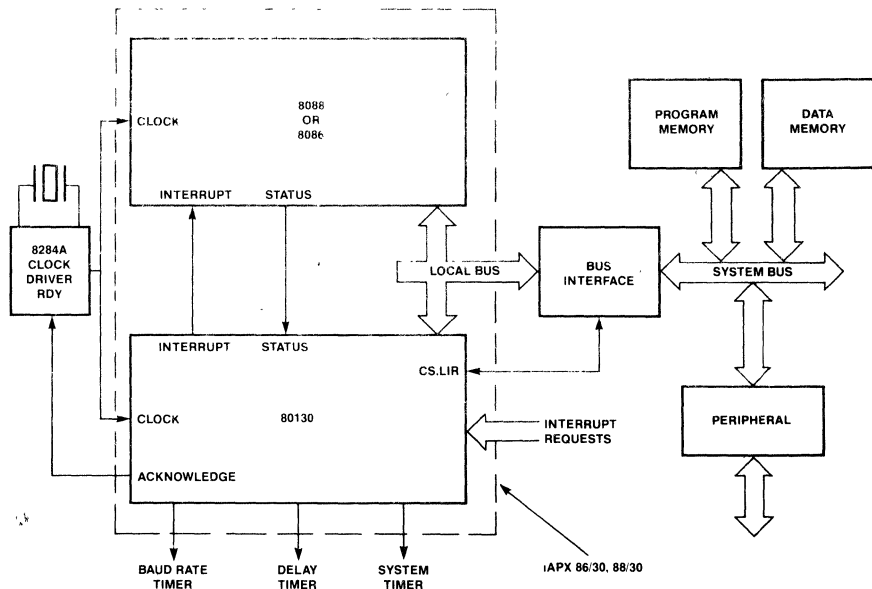 8088
OR
8086
CLOCK
INTERRUPT STATUS
PROGRAM
MEMORY
DATA
MEMORY
8284A
CLOCK
DRIVER
RDY
LOCAL BUS
BUS
INTERFACE
SYSTEM BUS
INTERRUPT STATUS
CS.LIR
CLOCK
80130
INTERRUPT
REQUESTS
PERIPHERAL
ACKNOWLEDGE
BAUD RATE
TIMER
DELAY
TIMER
SYSTEM
TIMER
iAPX 86/30, 88/30